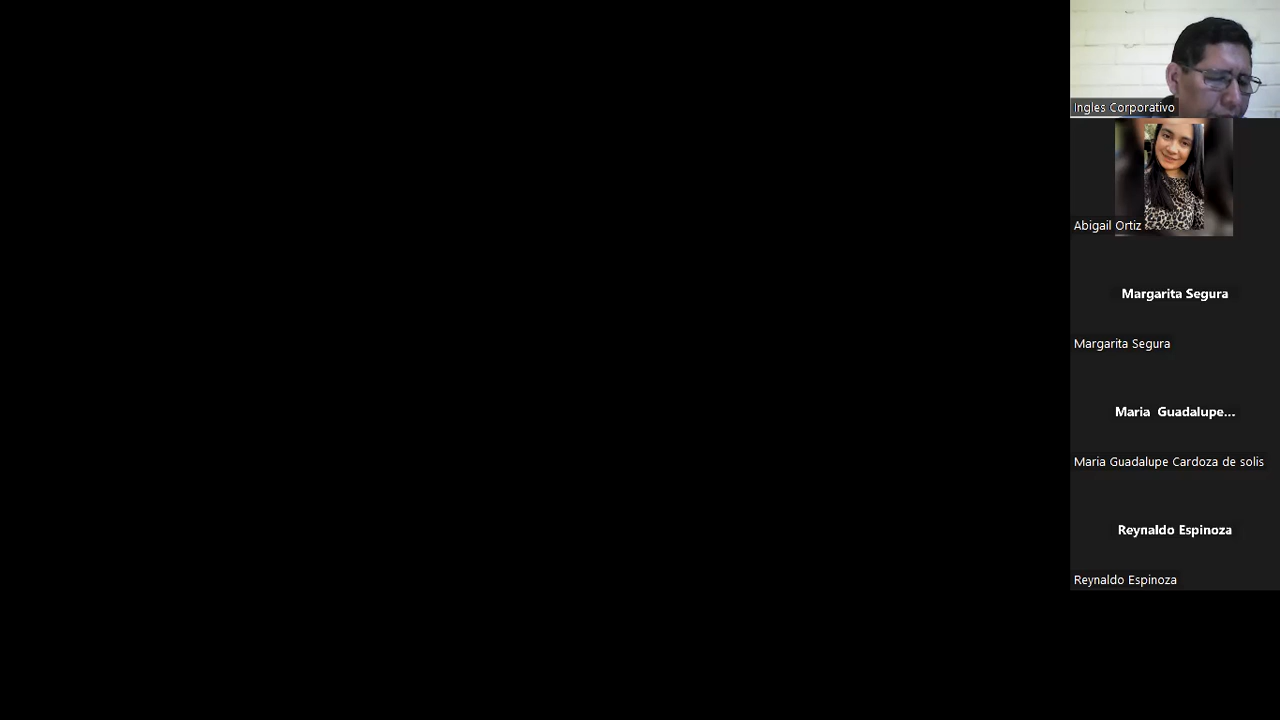 Ingles Corporativo
Abigail Ortiz
Margarita Segura
Margarita Segura
Maria Guadalupe...
Maria Guadalupe Cardoza de solis
Reynaldo Espinoza
Reynaldo Espinoza